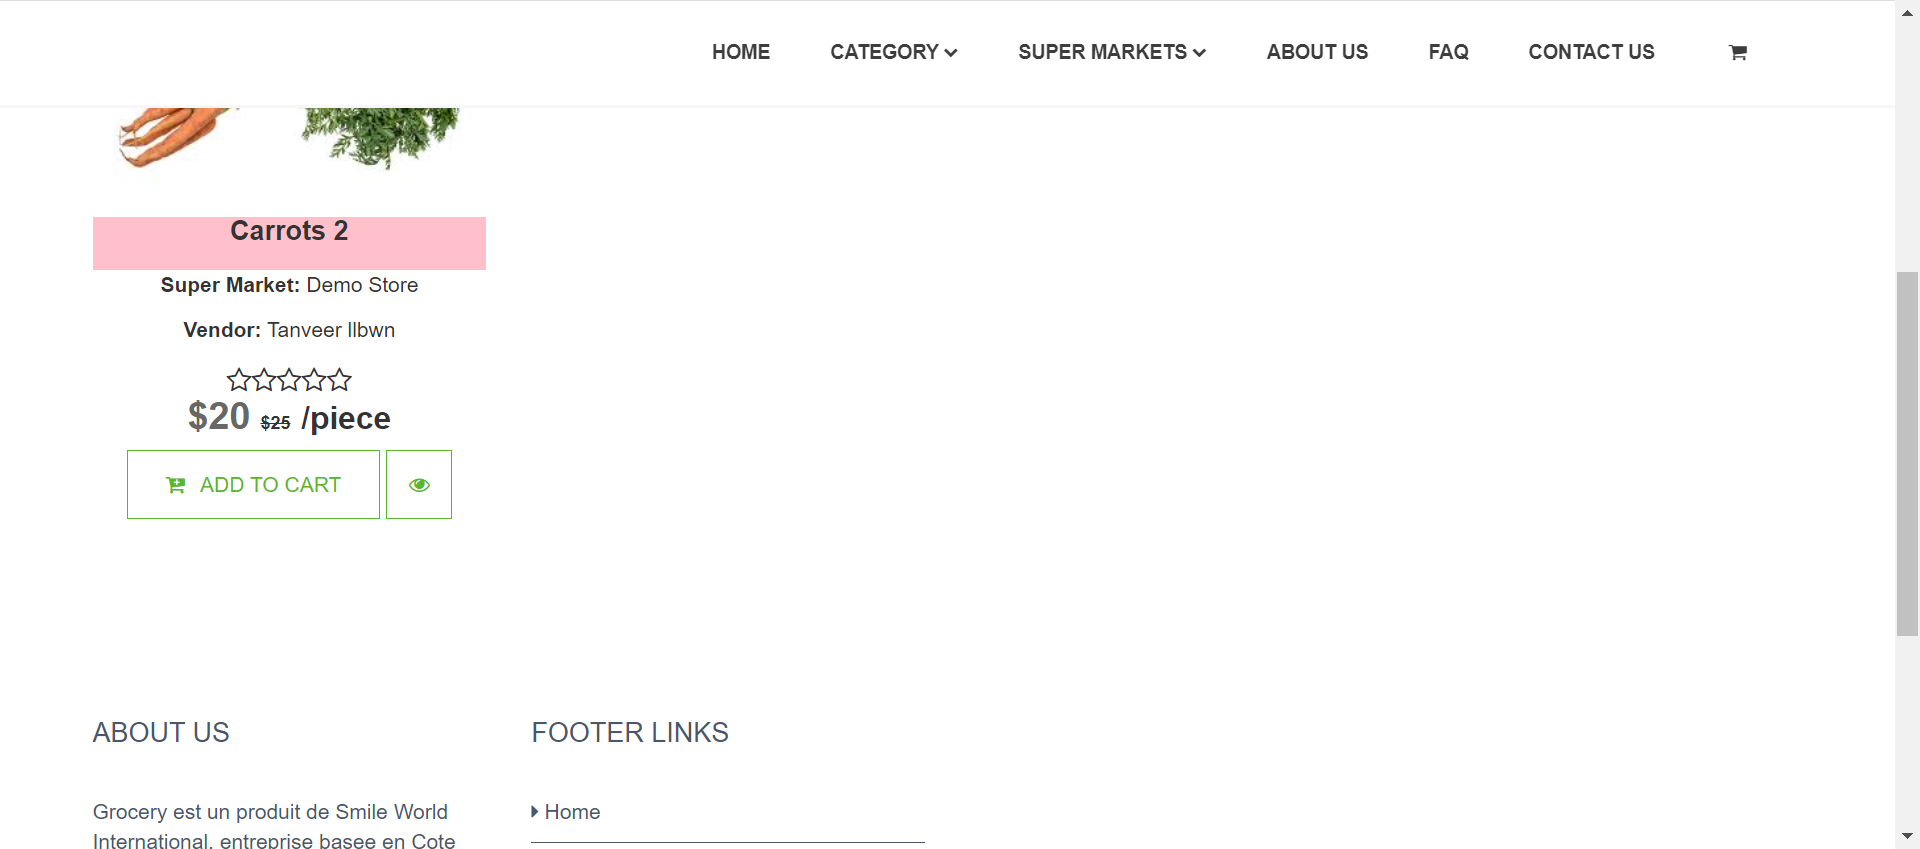 HOME CATEGORY SUPER MARKETS ABOUT US FAQ CONTACT US
Carrots 2
Super Market: Demo Store
Vendor: Tanveer llbwn
$20 $25 /piece
ADD TO CART
ABOUT US
Grocery est un produit de Smile World
International, entreprise basee en Cote
FOOTER LINKS
Home